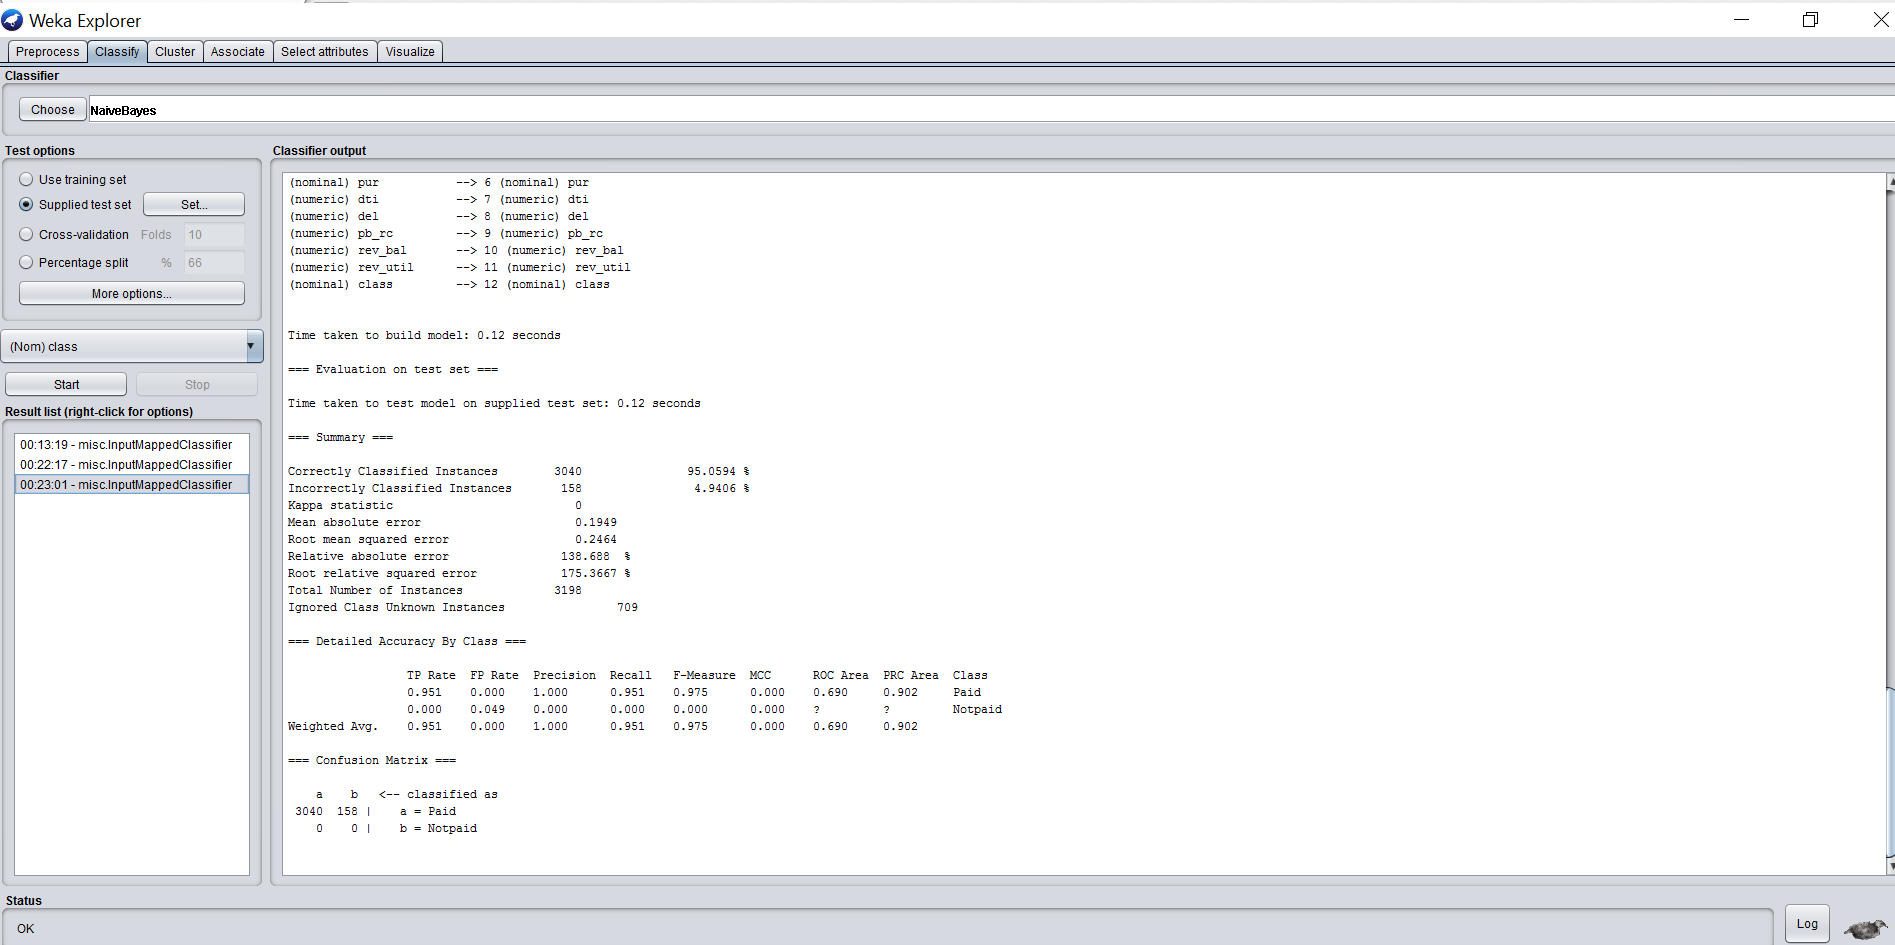 Weka Explorer
Preprocess Classify Cluster Associate Select attributes Visualize
Classifier
Choose NaiveBayes
Test options
Use training set
Supplied test set Set...
Cross-validation Folds 10
Percentage split % 66
More options...
(Nom) class
Start Stop
Result list (right-click for options)
00:13:19 - misc.InputMappedClassifier
00:22:17 - misc.InputMappedClassifier
00:23:01 - misc.InputMappedClassifier
Classifier output
(nominal) pur --> 6 (nominal) pur
(numeric) dti --> 7 (numeric) dti
(numeric) del --> 8 (numeric) del
(numeric) pb_rc --> 9 (numeric) pb_rc
(numeric) rev_bal --> 10 (numeric) rev_bal
(numeric) rev_util --> 11 (numeric) rev_util
(nominal) class --> 12 (nominal) class
Time taken to build model: 0.12 seconds
=== Evaluation on test set ===
Time taken to test model on supplied test set: 0.12 seconds
=== Summary ===
Correctly Classified Instances 3040 95.0594 %
Incorrectly Classified Instances 158 4.9406 %
Kappa statistic 0
Mean absolute error 0.1949
Root mean squared error 0.2464
Relative absolute error 138.688 %
Root relative squared error 175.3667 %
Total Number of Instances 3198
Ignored Class Unknown Instances 709
=== Detailed Accuracy By Class ===
TP Rate FP Rate Precision Recall F-Measure MCC ROC Area PRC Area Class
0.951 0.000 1.000 0.951 0.975 0.000 0.690 0.902 Paid
0.000 0.049 0.000 0.000 0.000 0.000 ? ? Notpaid
Weighted Avg. 0.951 0.000 1.000 0.951 0.975 0.000 0.690 0.902
=== Confusion Matrix ===
a b <-- classified as
3040 158 | a = Paid
0 0 | b = Notpaid
Status
OK
Log